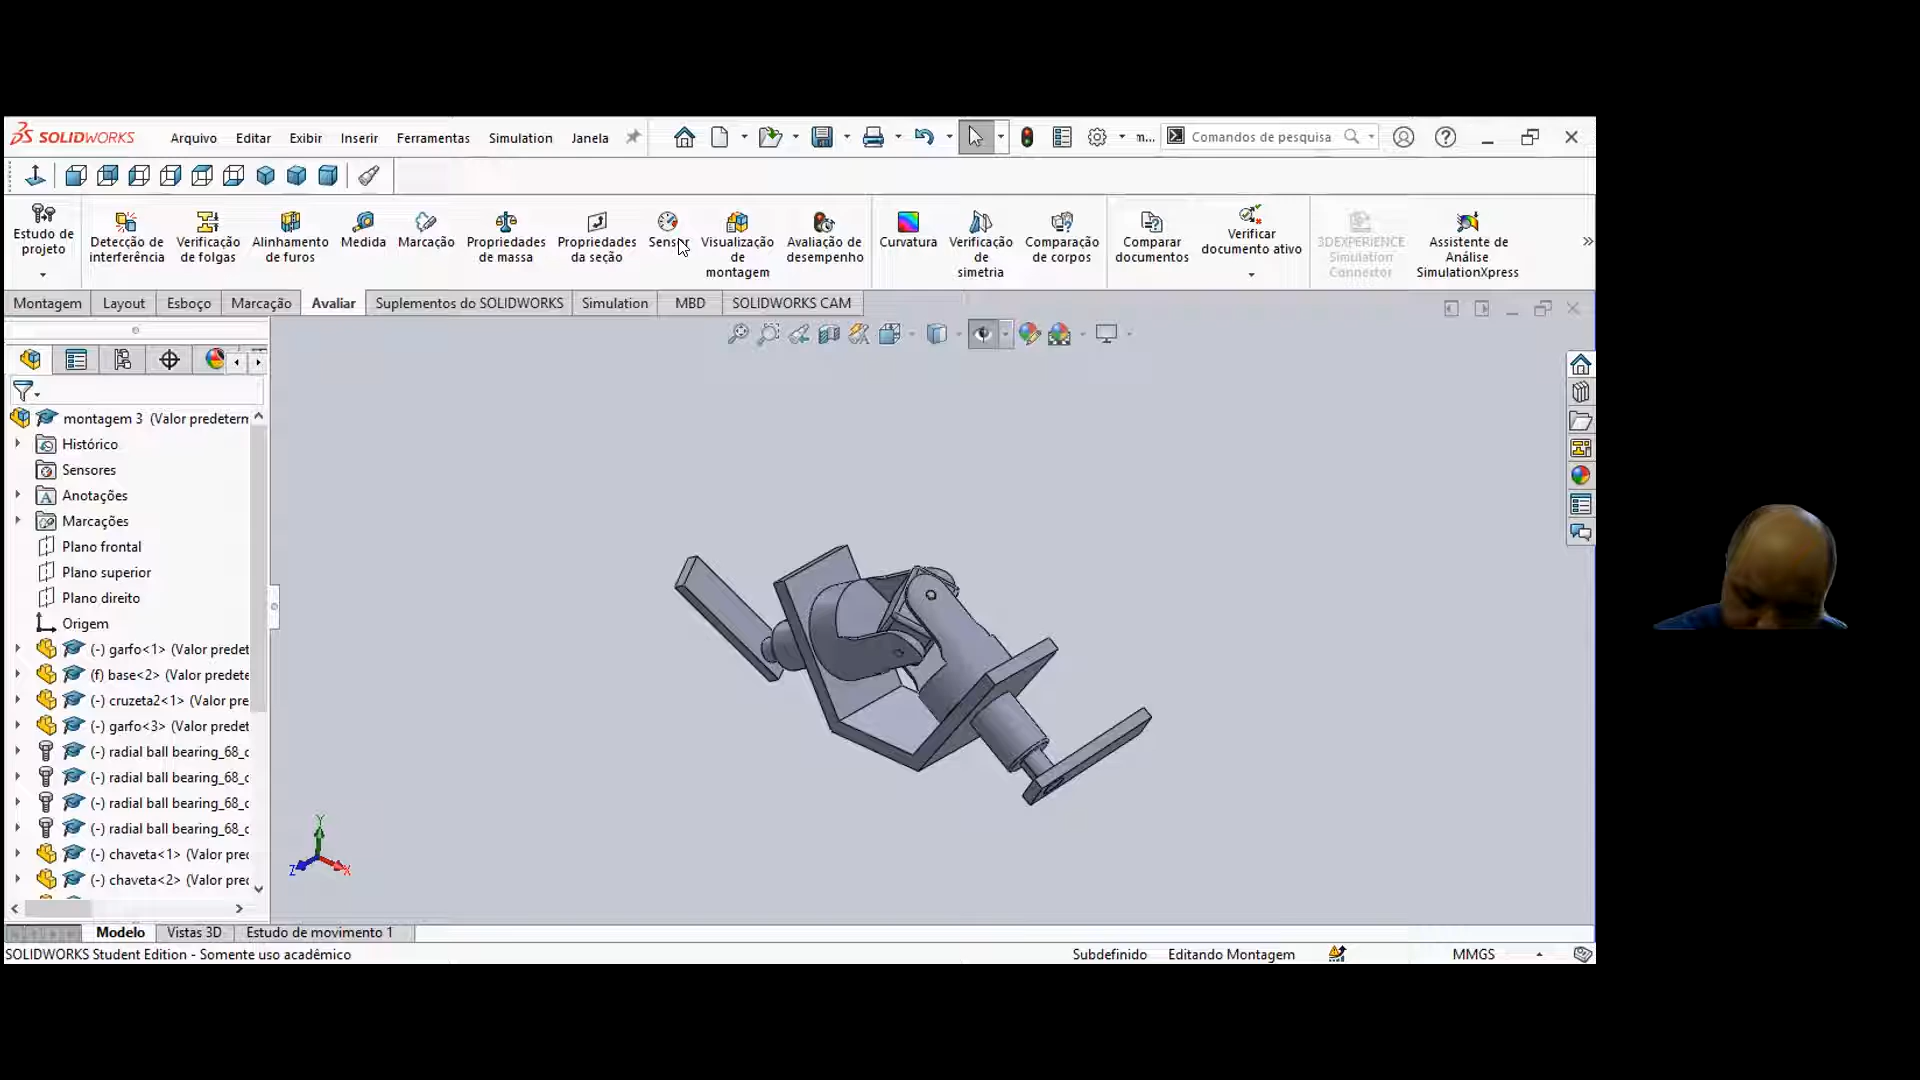 SOLIDWORKS Arquivo Editar Exibir Inserir Ferramentas Simulation Janela m... Comandos de pesquisa
Estudo de projeto
Detecção de interferência
Verificação de folgas
Alinhamento de furos
Medida
Marcação
Propriedades de massa
Propriedades da seção
Sensor
Visualização de montagem
Avaliação de desempenho
Curvatura
Verificação de simetria
Comparação de corpos
Comparar documentos
Verificar documento ativo
3DEXPERIENCE Simulation Connector
Assistente de Análise SimulationXpress
Montagem Layout Esboço Marcação Avaliar Suplementos do SOLIDWORKS Simulation MBD SOLIDWORKS CAM
montagem 3 (Valor predetern
Histórico
Sensores
Anotações
Marcações
Plano frontal
Plano superior
Plano direito
Origem
(-) garfo<1> (Valor predet
(f) base<2> (Valor predete
(-) cruzeta2<1> (Valor pre
(-) garfo<3> (Valor predet
(-) radial ball bearing_68_c
(-) radial ball bearing_68_c
(-) radial ball bearing_68_c
(-) radial ball bearing_68_c
(-) chaveta<1> (Valor pred
(-) chaveta<2> (Valor pred
Y
Z
X
Modelo Vistas 3D Estudo de movimento 1
SOLIDWORKS Student Edition - Somente uso acadêmico Subdefinido Editando Montagem MMGS